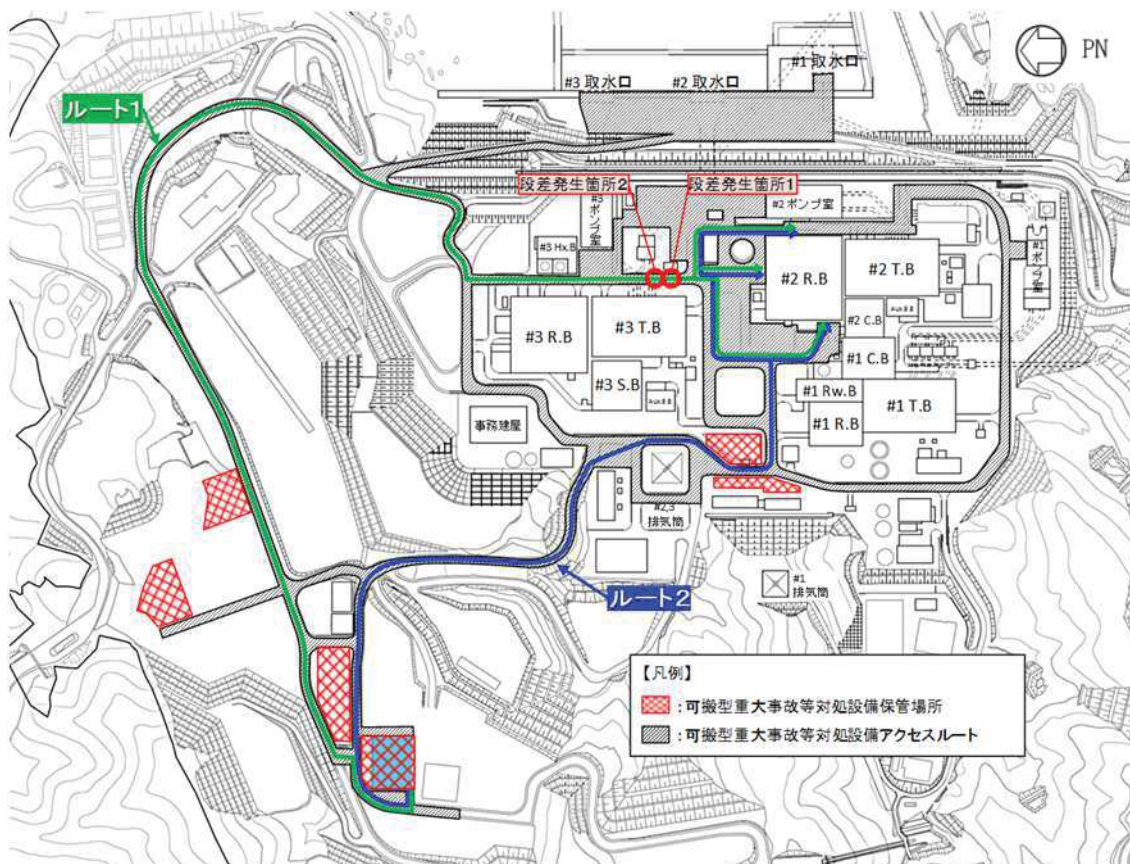 #1 取水口
#3 取水口
#2 取水口
PN
ルート1
段差発生箇所2
段差発生箇所1
#3
ポンプ室
#2 ポンプ室
#3 Hx.B
#1
ポンプ室
#2 R.B
#2 T.B
#3 R.B
#3 T.B
#2 C.B
Aux.B.B
#1 C.B
#3 S.B
Aux.B.B
#1 Rw.B
#1 T.B
#1 R.B
事務建屋
#2,3
排気筒
#1
排気筒
ルート2
【凡例】
:可搬型重大事故等対処設備保管場所
:可搬型重大事故等対処設備アクセスルート